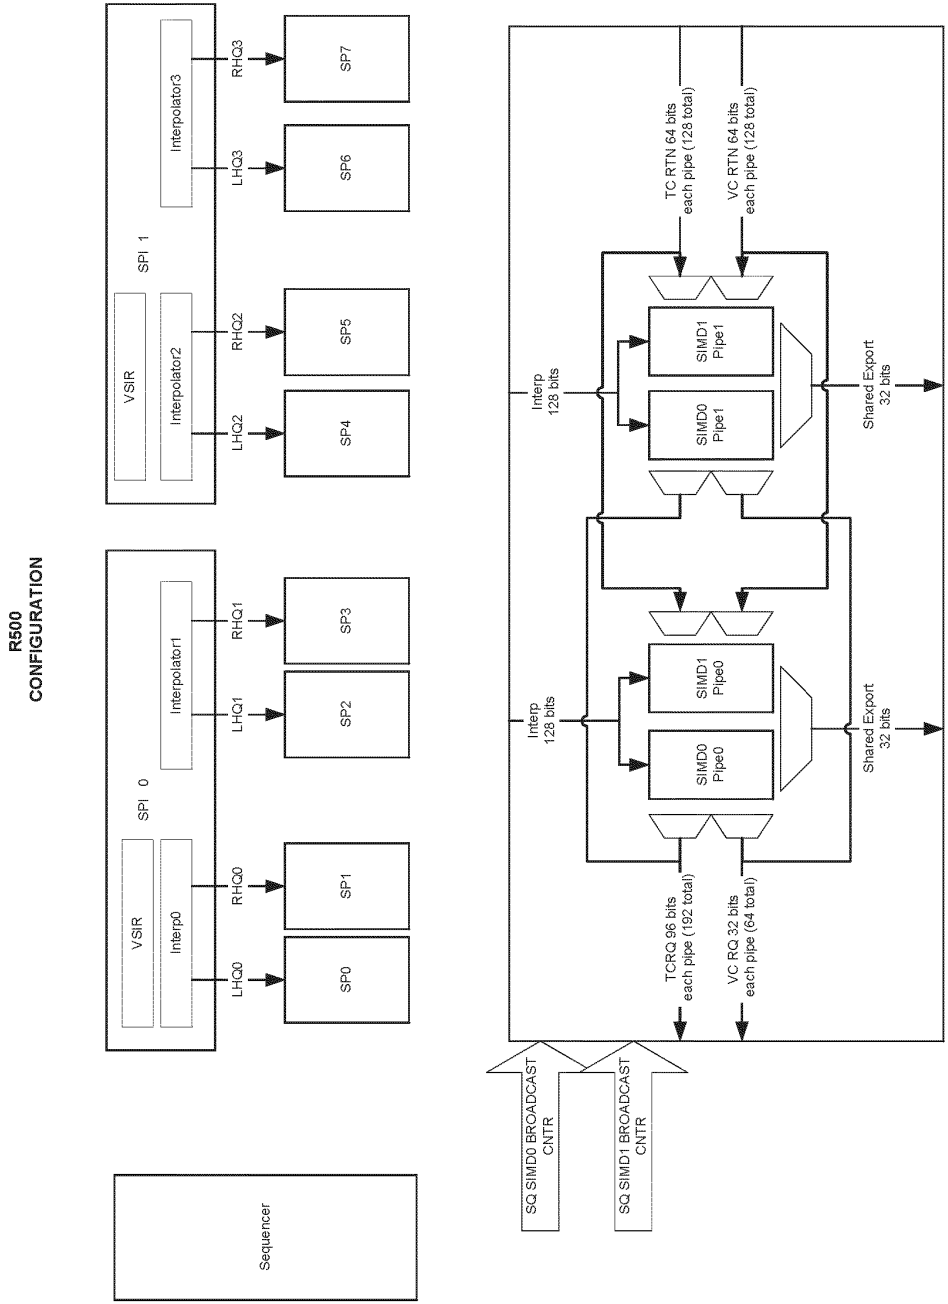 R500
CONFIGURATION
Sequencer
SPI 0
VSIR
Interp0
Interpolator1
LHQ0
RHQ0
LHQ1
RHQ1
SP0
SP1
SP2
SP3
SPI 1
VSIR
Interpolator2
Interpolator3
LHQ2
RHQ2
LHQ3
RHQ3
SP4
SP5
SP6
SP7
SQ SIMD0 BROADCAST
CNTR
SQ SIMD1 BROADCAST
CNTR
Interp
128 bits
Interp
128 bits
TCRQ 96 bits
each pipe (192 total)
VC RQ 32 bits
each pipe (64 total)
SIMD0
Pipe0
SIMD1
Pipe0
SIMD0
Pipe1
SIMD1
Pipe1
TC RTN 64 bits
each pipe (128 total)
VC RTN 64 bits
each pipe (128 total)
Shared Export
32 bits
Shared Export
32 bits